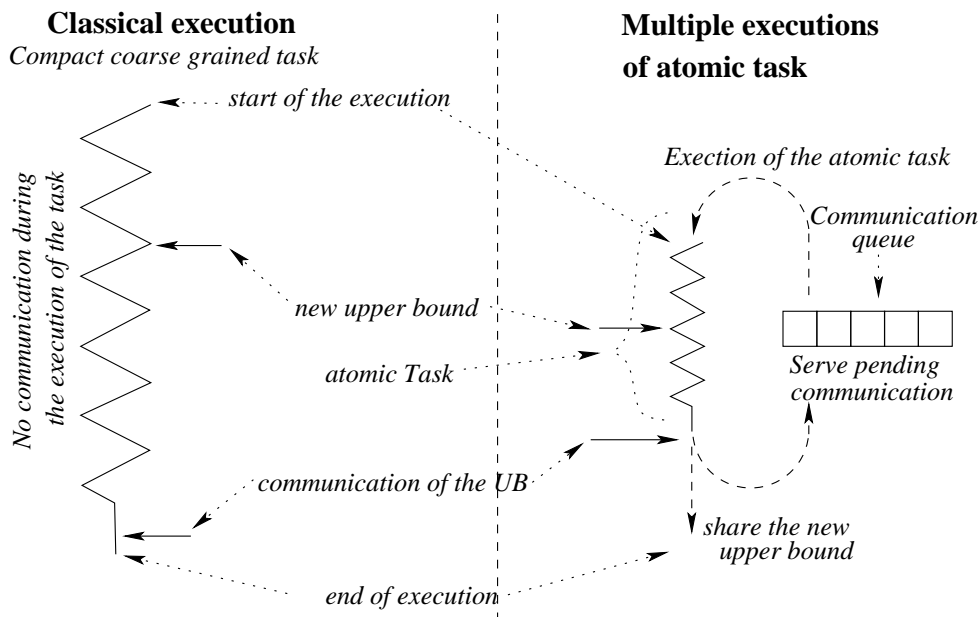 Classical execution
Compact coarse grained task
Multiple executions
of atomic task
start of the execution
Exection of the atomic task
No communication during
the execution of the task
Communication
queue
new upper bound
atomic Task
Serve pending
communication
communication of the UB
share the new
upper bound
end of execution